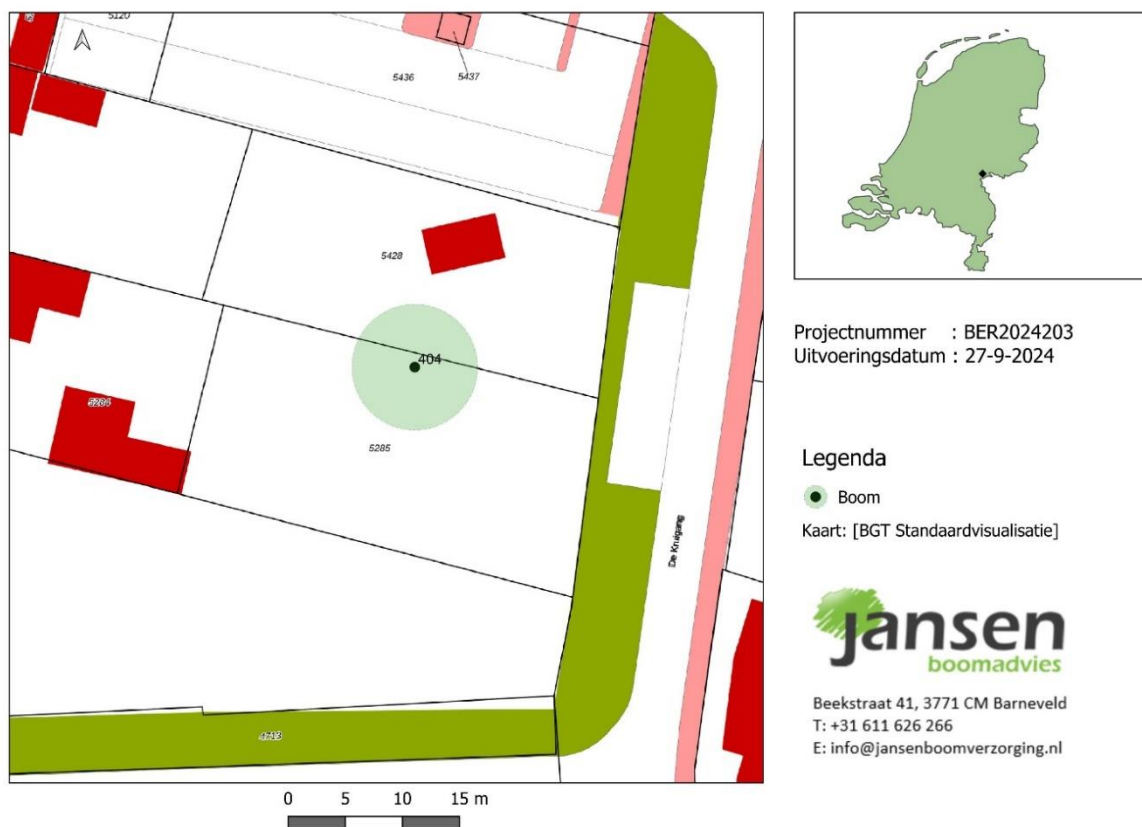 5120
5437
5436
5428
404
5204
5285
De Kruigang
4713
0 5 10 15 m
Projectnummer : BER2024203
Uitvoeringsdatum : 27-9-2024
Legenda
Boom
Kaart: [BGT Standaardvisualisatie]
jansen
boomadvies
Beekstraat 41, 3771 CM Barneveld
T: +31 611 626 266
E: info@jansenboomverzorging.nl